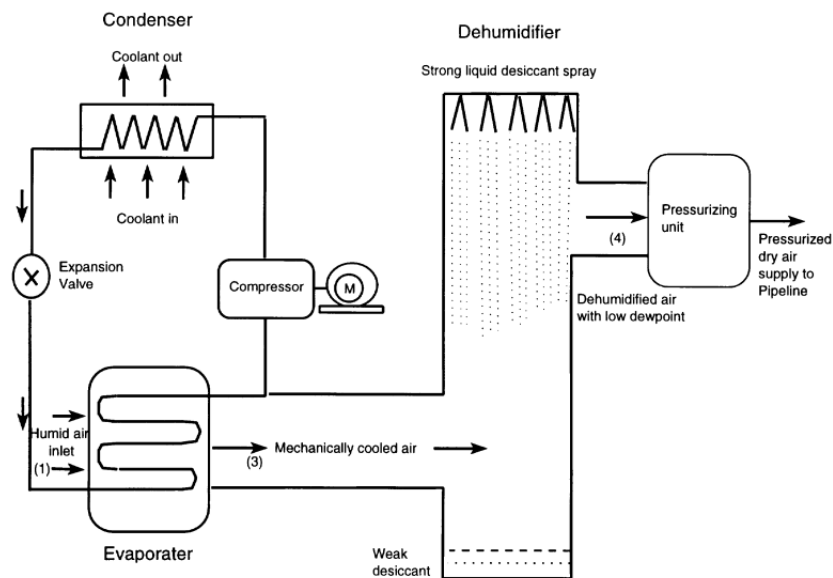 Condenser
Coolant out
Coolant in
Expansion
Valve
Compressor
M
Humid air
inlet
(1)
Evaporater
(3)
Mechanically cooled air
Dehumidifier
Strong liquid desiccant spray
Weak
desiccant
(4)
Dehumidified air
with low dewpoint
Pressurizing
unit
Pressurized
dry air
supply to
Pipeline